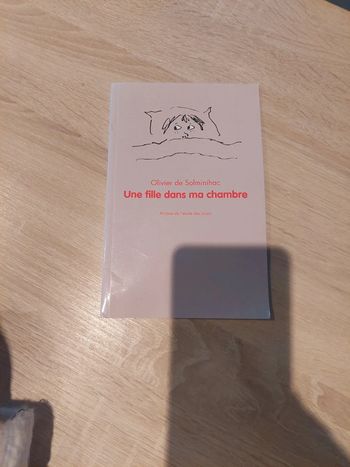 Olivier de Solminihac
Une fille dans ma chambre